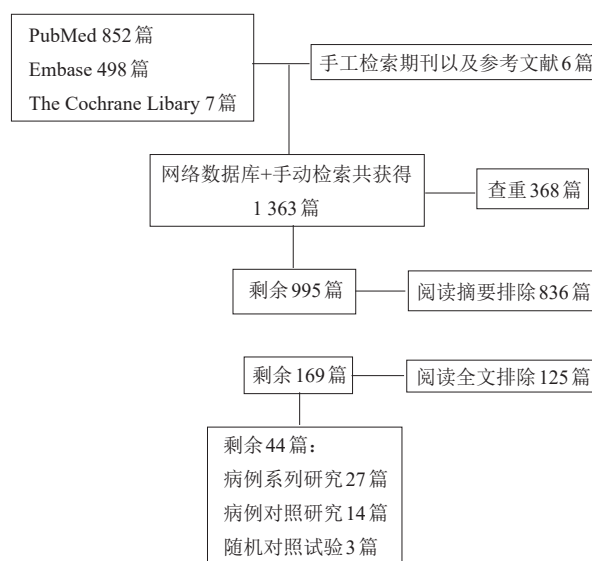 PubMed 852篇
Embase 498篇
The Cochrane Libary 7篇
手工检索期刊以及参考文献6篇
网络数据库+手动检索共获得
1 363篇
查重368篇
剩余995篇
阅读摘要排除836篇
剩余169篇
阅读全文排除125篇
剩余44篇：
病例系列研究27篇
病例对照研究14篇
随机对照试验3篇